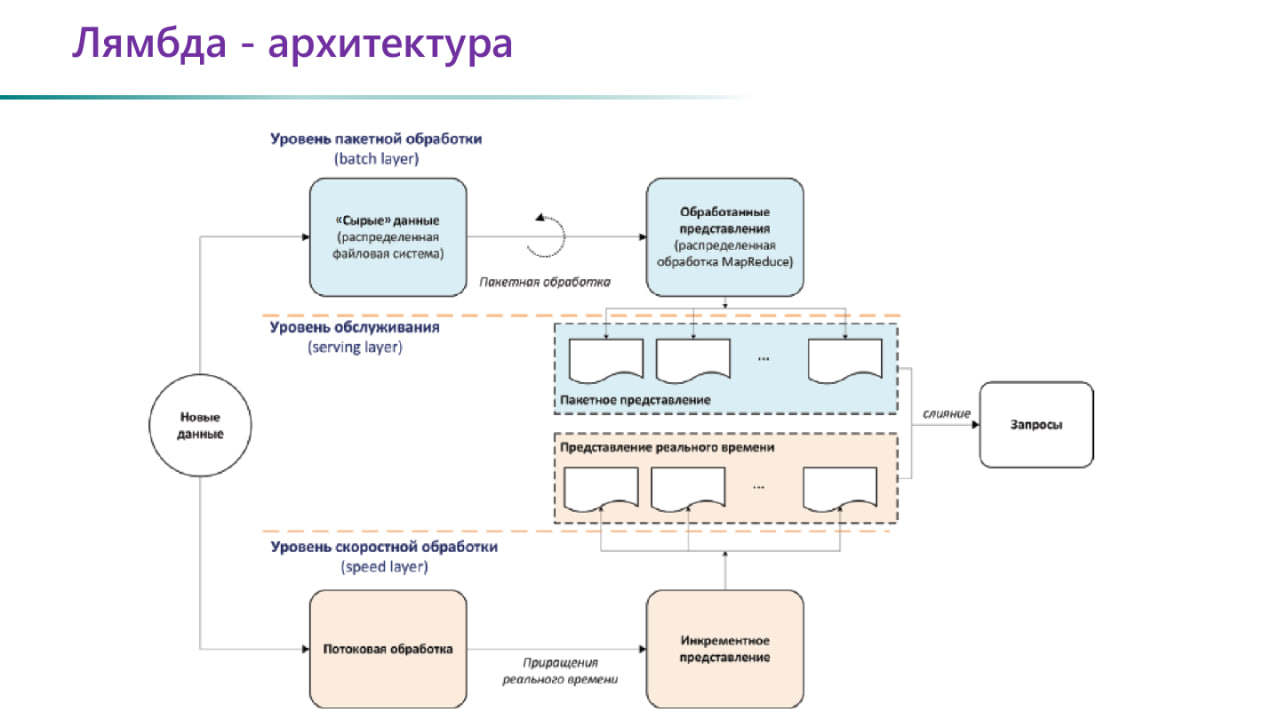 Лямбда - архитектура
Уровень пакетной обработки
(batch layer)
«Сырые» данные
(распределенная
файловая система)
Пакетная обработка
Обработанные
представления
(распределенная
обработка MapReduce)
Уровень обслуживания
(serving layer)
...
Пакетное представление
Новые
данные
слияние
Запросы
Представление реального времени
...
Уровень скоростной обработки
(speed layer)
Потоковая обработка
Приращения
реального времени
Инкрементное
представление